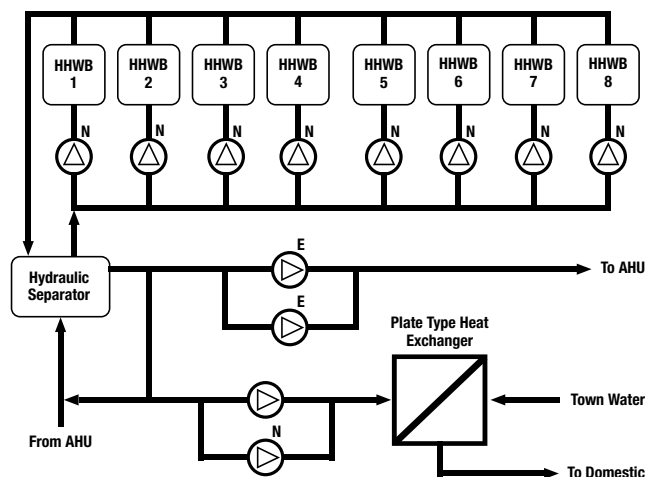 HHWB
1
HHWB
2
HHWB
3
HHWB
4
HHWB
5
HHWB
6
HHWB
7
HHWB
8
N
N
N
N
N
N
N
N
Hydraulic
Separator
E
To AHU
E
Plate Type Heat
Exchanger
Town Water
From AHU
N
To Domestic